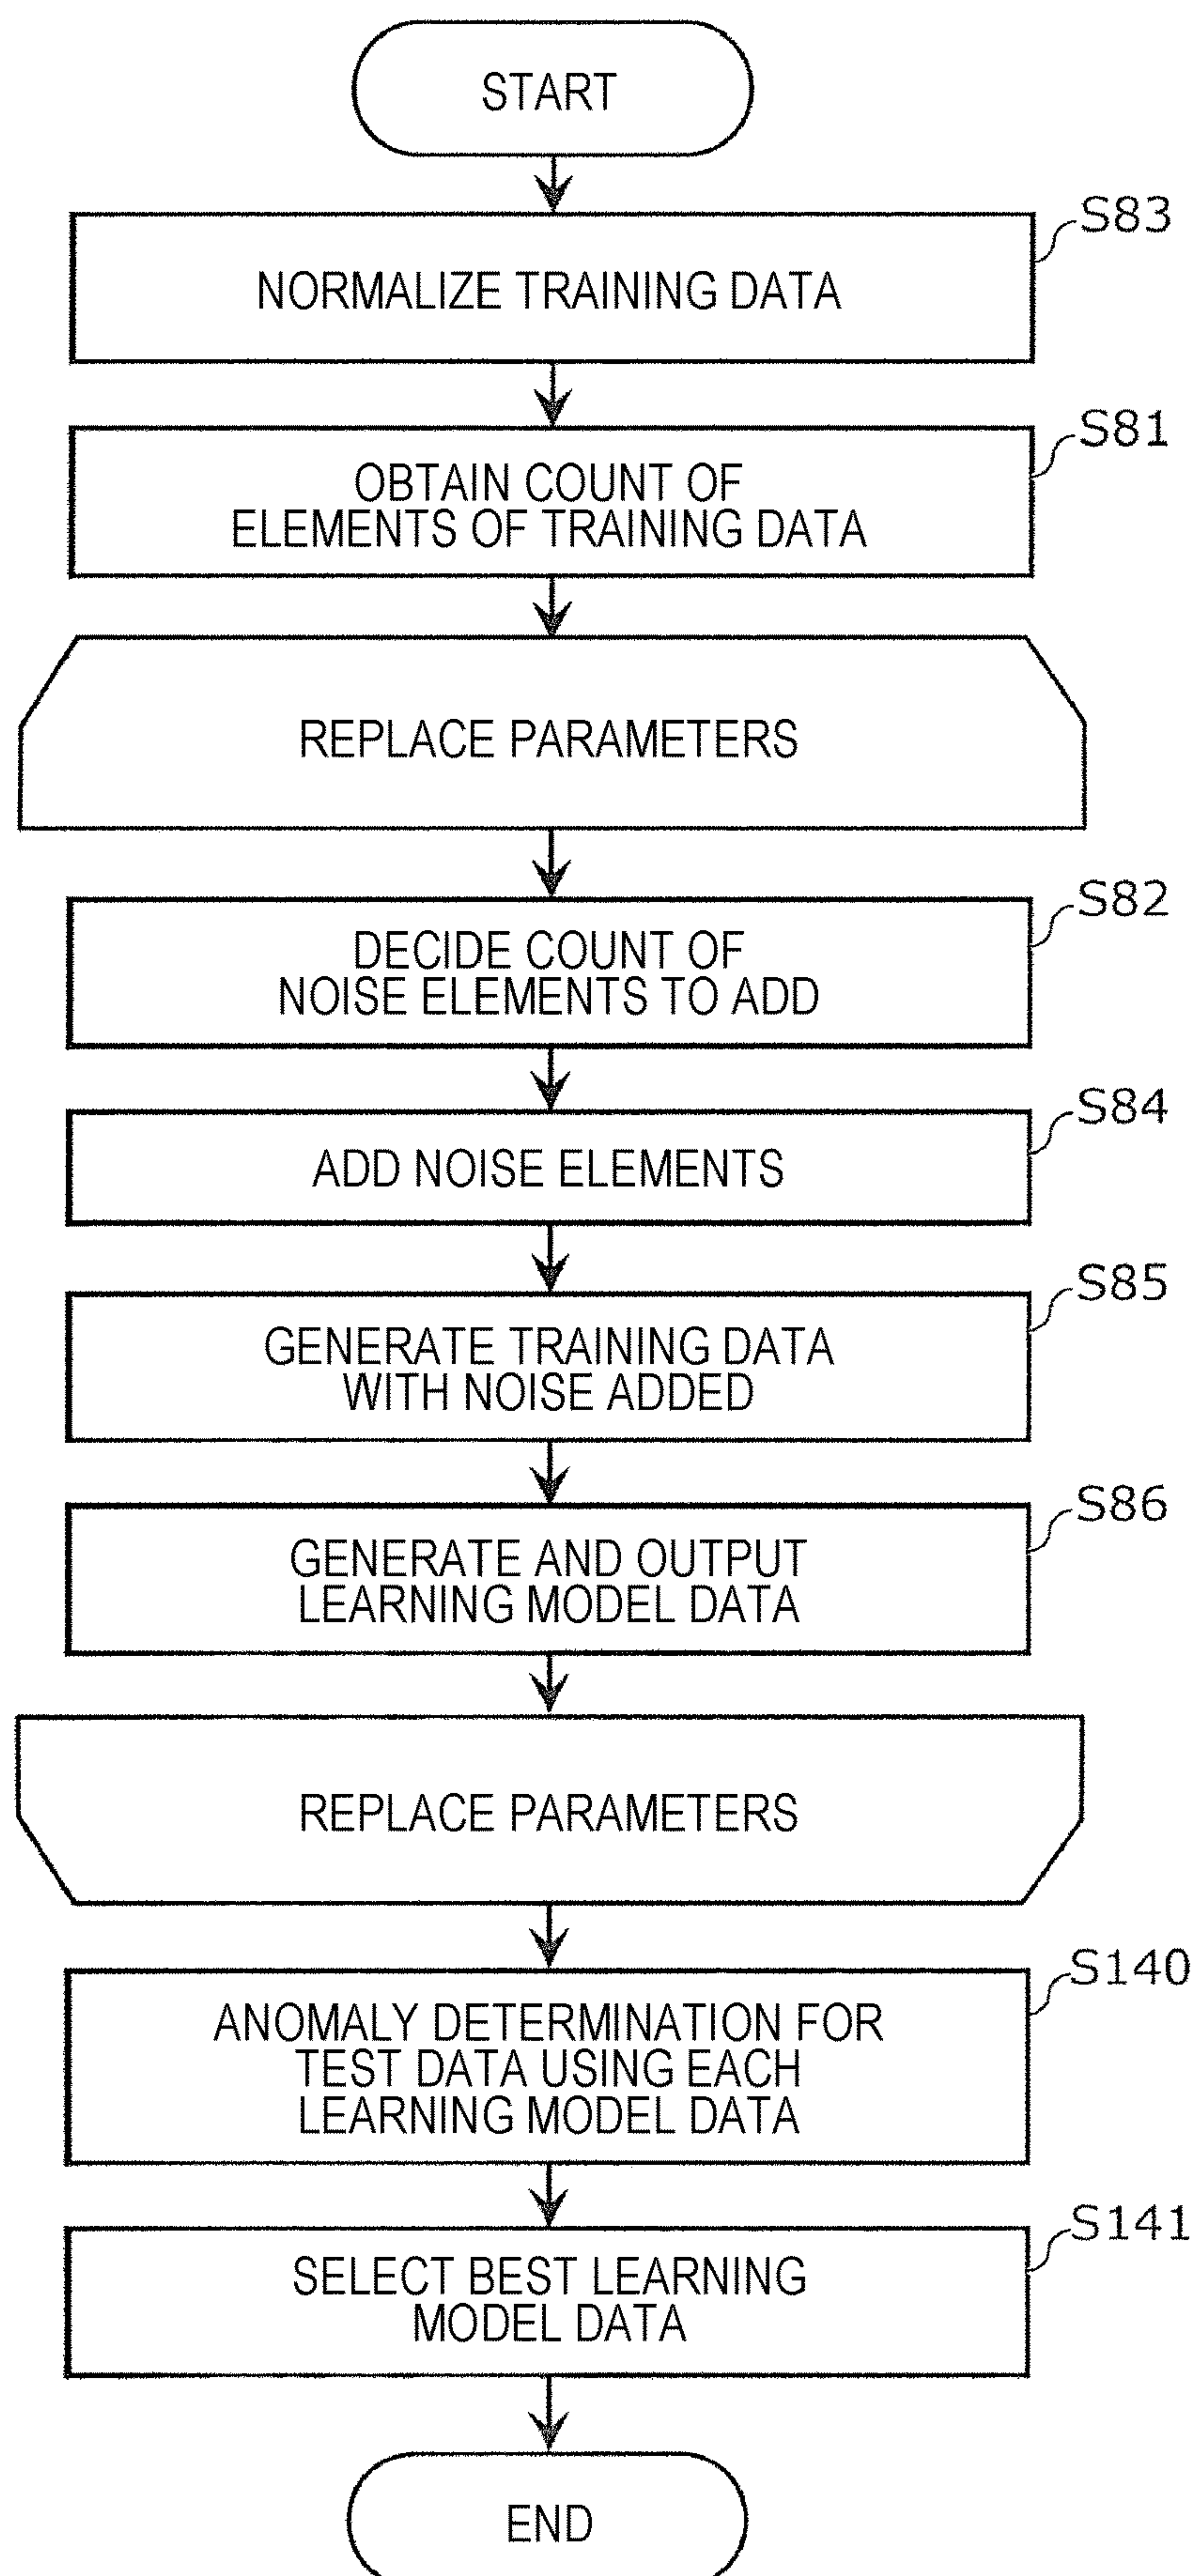 START
S83
NORMALIZE TRAINING DATA
S81
OBTAIN COUNT OF
ELEMENTS OF TRAINING DATA
REPLACE PARAMETERS
S82
DECIDE COUNT OF
NOISE ELEMENTS TO ADD
S84
ADD NOISE ELEMENTS
S85
GENERATE TRAINING DATA
WITH NOISE ADDED
S86
GENERATE AND OUTPUT
LEARNING MODEL DATA
REPLACE PARAMETERS
S140
ANOMALY DETERMINATION FOR
TEST DATA USING EACH
LEARNING MODEL DATA
S141
SELECT BEST LEARNING
MODEL DATA
END